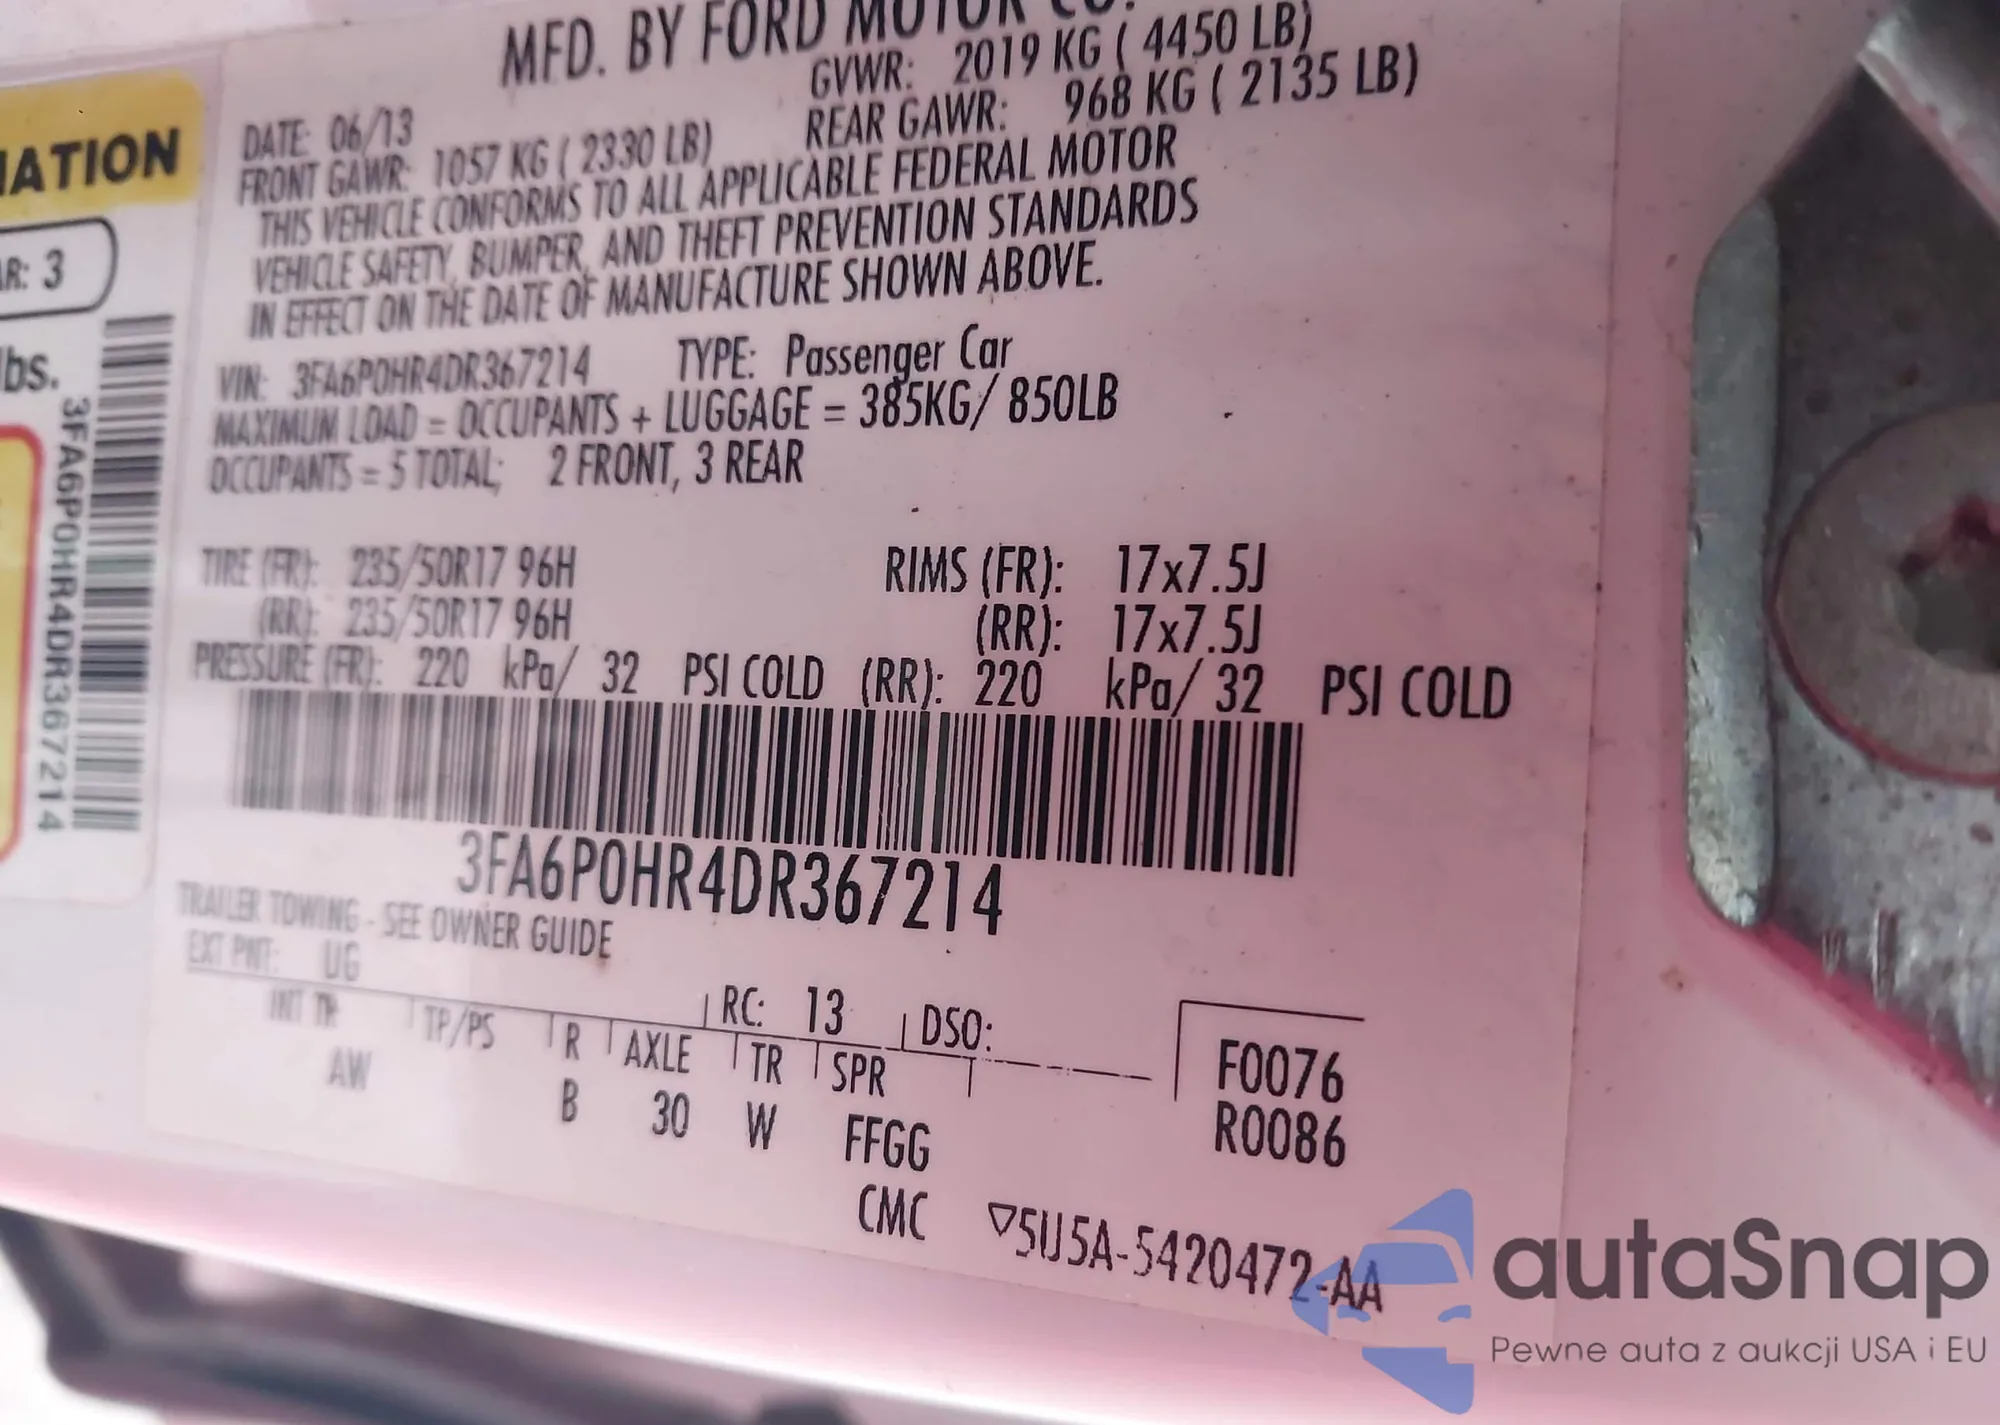 MFD. BY FORD MOTOR CO.
DATE: 06/13 GVWR: 2019 KG ( 4450 LB)
FRONT GAWR: 1057 KG ( 2330 LB) REAR GAWR: 968 KG ( 2135 LB)
THIS VEHICLE CONFORMS TO ALL APPLICABLE FEDERAL MOTOR
VEHICLE SAFETY, BUMPER, AND THEFT PREVENTION STANDARDS
IN EFFECT ON THE DATE OF MANUFACTURE SHOWN ABOVE.
VIN: 3FA6P0HR4DR367214 TYPE: Passenger Car
MAXIMUM LOAD = OCCUPANTS + LUGGAGE = 385KG/ 850LB
OCCUPANTS = 5 TOTAL; 2 FRONT, 3 REAR
TIRE (FR): 235/50R17 96H RIMS (FR): 17x7.5J
(RR): 235/50R17 96H (RR): 17x7.5J
PRESSURE (FR): 220 kPa/ 32 PSI COLD (RR): 220 kPa/ 32 PSI COLD
3FA6P0HR4DR367214
TRAILER TOWING - SEE OWNER GUIDE
EXT PNT: UG RC: 13 DSO:
INT TR TP/PS R AXLE TR SPR
AW B 30 W FFGG
F0076
R0086
CMC ▽5U5A-5420472-AA
IATION
AR: 3
lbs.
3FA6P0HR4DR367214
autaSnap
Pewne auta z aukcji USA i EU